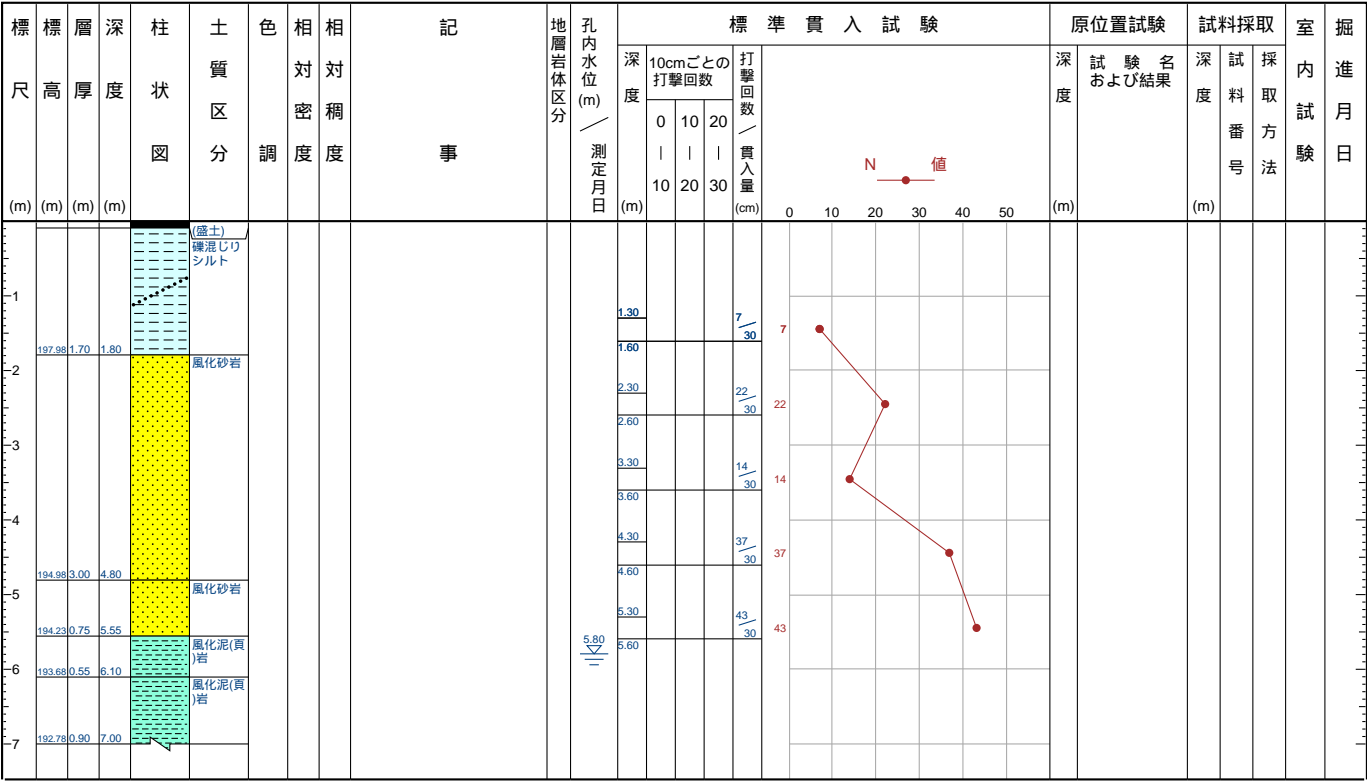 標尺(m)
標高(m)
層厚(m)
深度(m)
柱状図
土質区分
色調
相対密度
相対稠度
記事
地層岩体区分
孔内水位(m)／測定月日
標準貫入試験
深度(m)
10cmごとの
打撃回数
0 10 20
| | |
10 20 30
打撃回数／貫入量(cm)
N 値
0 10 20 30 40 50
原位置試験
深度(m)
試験名
および結果
試料採取
深度(m)
試料番号
採取方法
室内試験
掘進月日
(盛土)
礫混じり
シルト
1
1.30 7/30 7
1.60
197.98 1.70 1.80
風化砂岩
2
2.30 22/30 22
2.60
3
3.30 14/30 14
3.60
4
4.30 37/30 37
4.60
194.98 3.00 4.80
風化砂岩
5
5.30 43/30 43
5.60
194.23 0.75 5.55
風化泥(頁
)岩
5.80
6
193.68 0.55 6.10
風化泥(頁
)岩
7
192.78 0.90 7.00